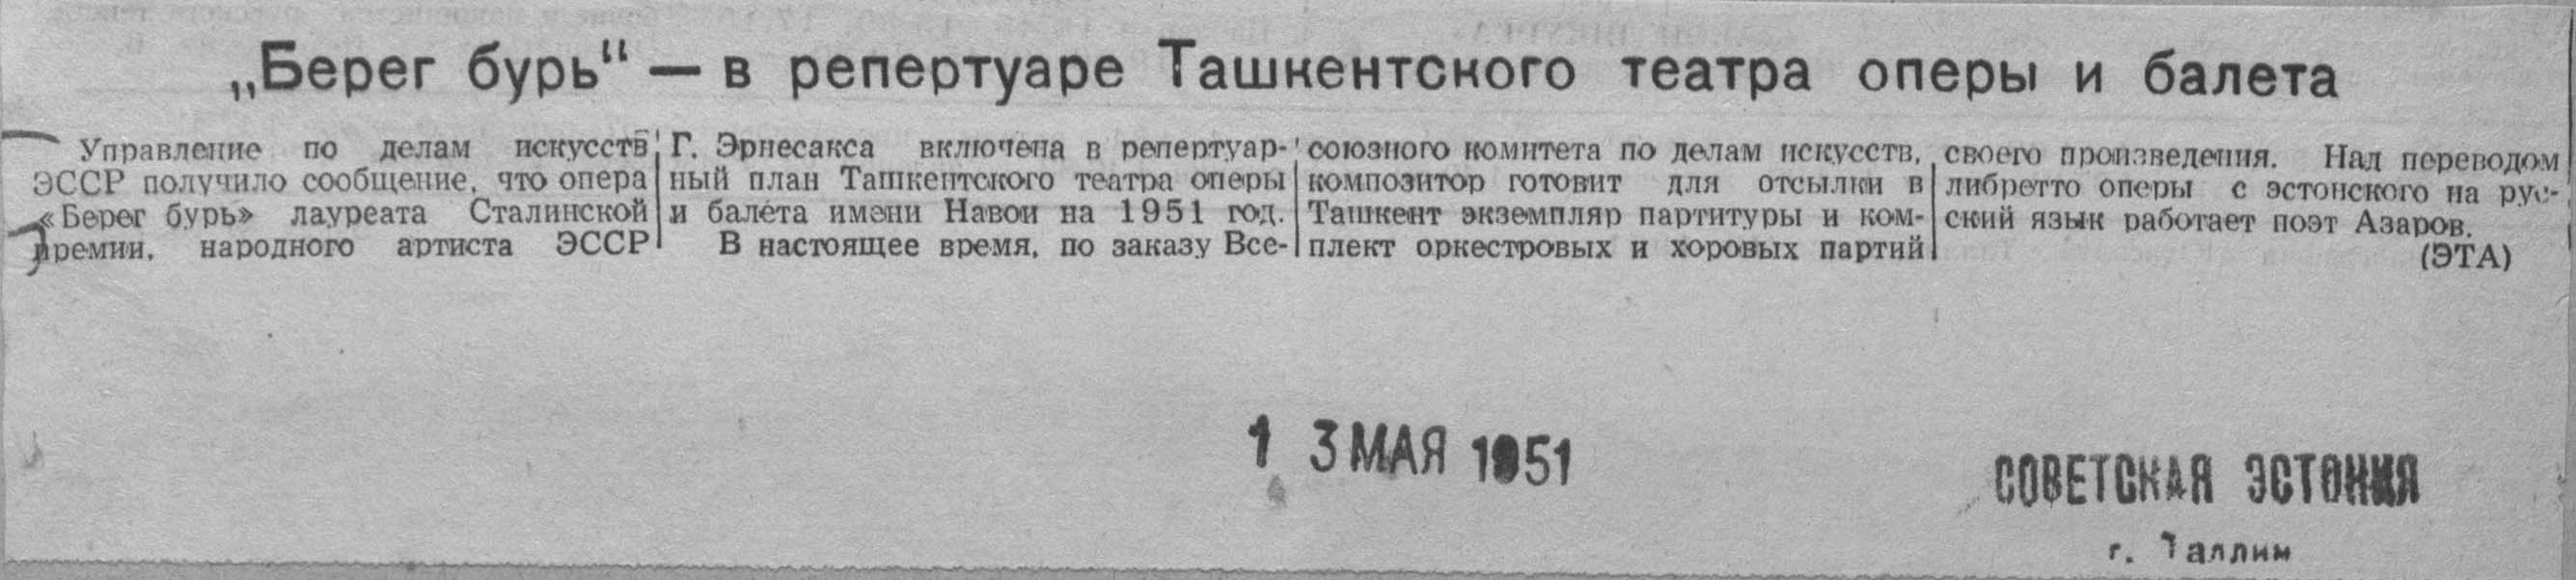 „Берег бурь“ — в репертуаре Ташкентского театра оперы и балета
Управление по делам искусств
ЭССР получило сообщение, что опера
«Берег бурь» лауреата Сталинской
премии, народного артиста ЭССР
Г. Эрнесакса включена в репертуар-
ный план Ташкентского театра оперы
и балета имени Навои на 1951 год.
В настоящее время, по заказу Все-
союзного комитета по делам искусств,
композитор готовит для отсылки в
Ташкент экземпляр партитуры и ком-
плект оркестровых и хоровых партий
своего произведения. Над переводом
либретто оперы с эстонского на рус-
ский язык работает поэт Азаров.
(ЭТА)
1 3 МАЯ 1951
СОВЕТСКАЯ ЭСТОНИЯ
г. Таллин